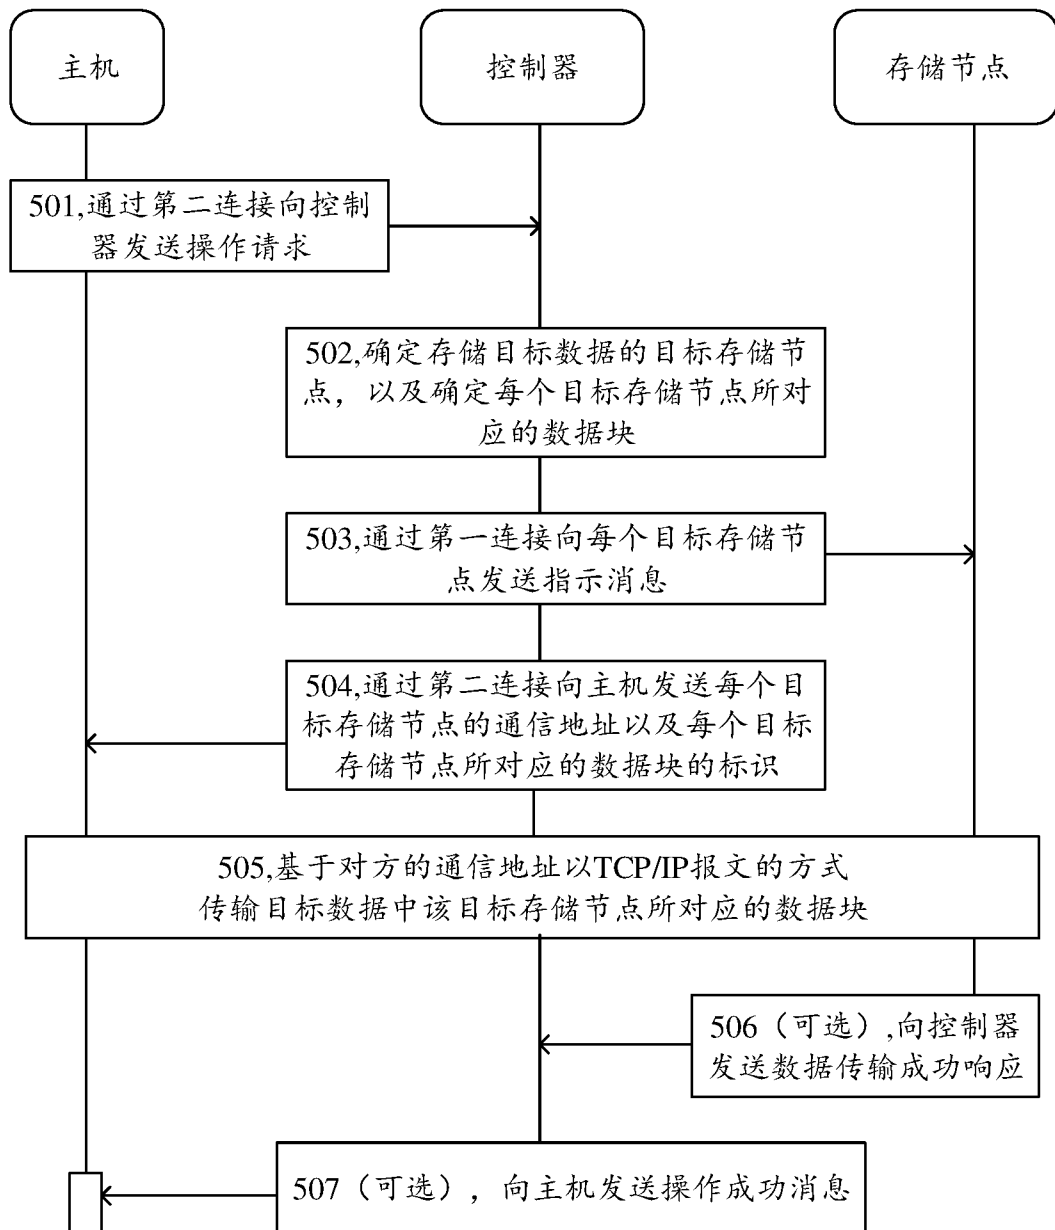 主机
控制器
存储节点
501,通过第二连接向控制
器发送操作请求
502,确定存储目标数据的目标存储节
点，以及确定每个目标存储节点所对
应的数据块
503,通过第一连接向每个目标存储节
点发送指示消息
504,通过第二连接向主机发送每个目
标存储节点的通信地址以及每个目标
存储节点所对应的数据块的标识
505,基于对方的通信地址以TCP/IP报文的方式
传输目标数据中该目标存储节点所对应的数据块
506（可选）,向控制器
发送数据传输成功响应
507（可选），向主机发送操作成功消息